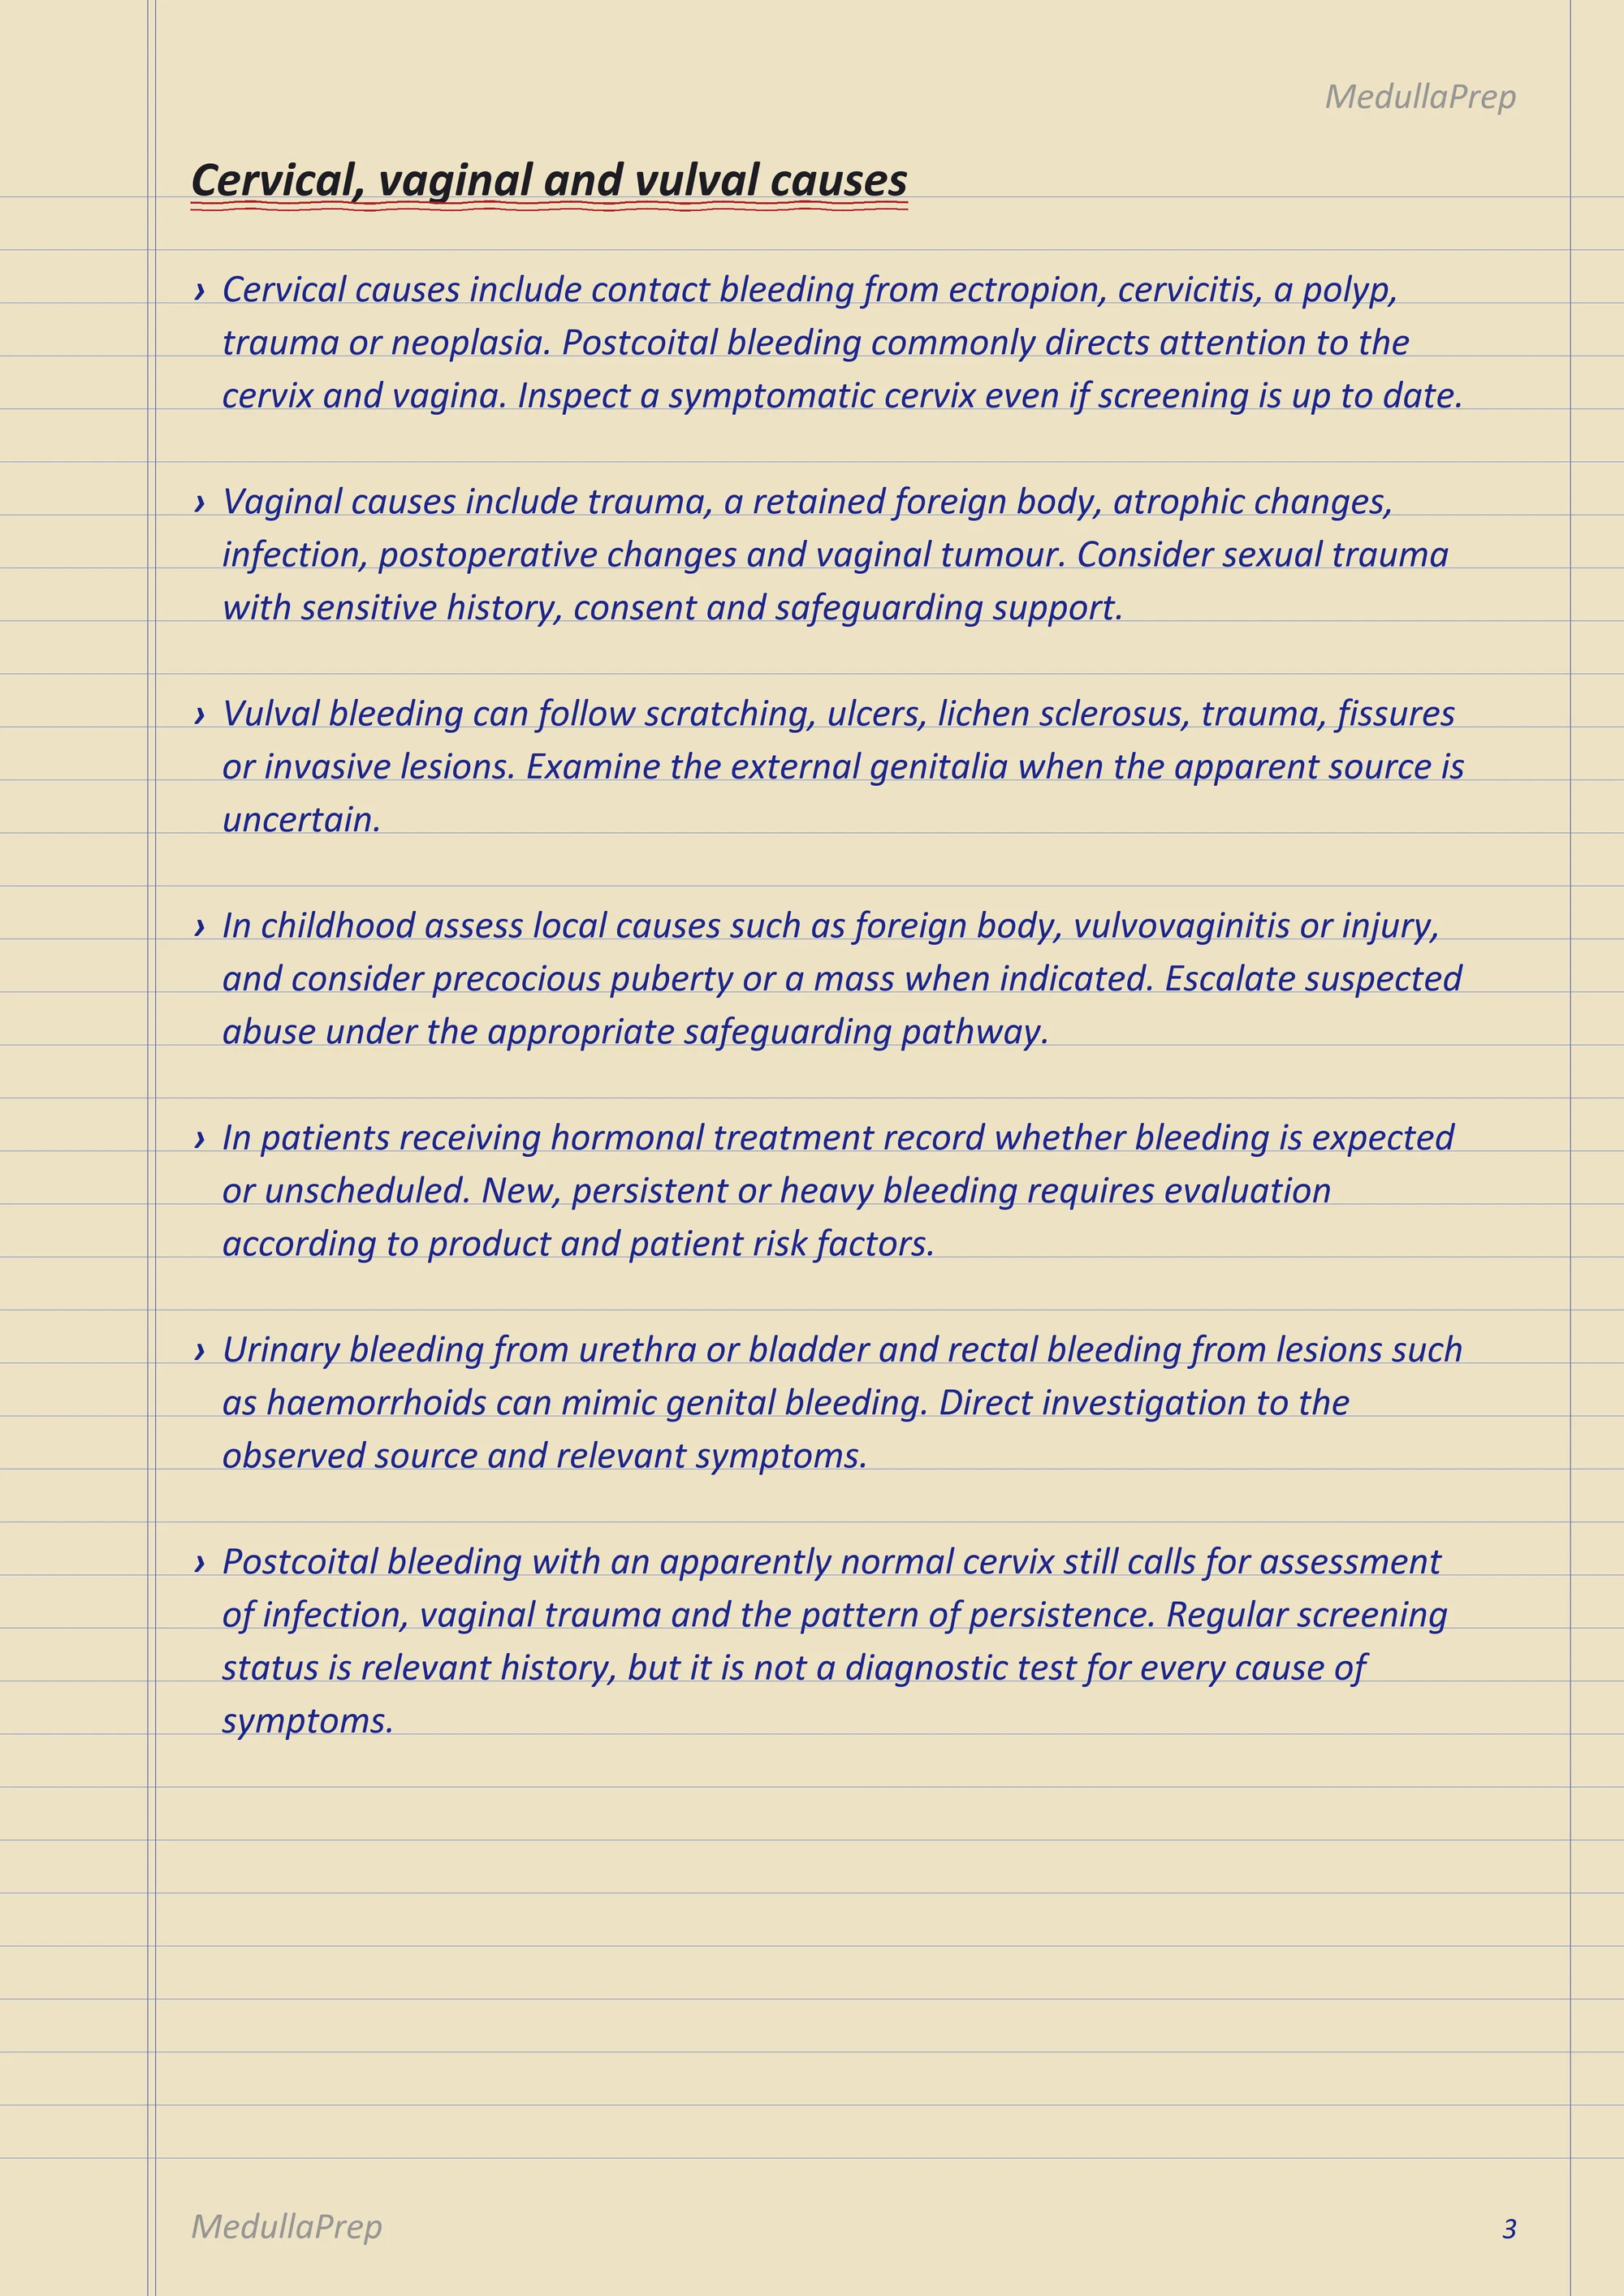 MedullaPrep
Cervical, vaginal and vulval causes
› Cervical causes include contact bleeding from ectropion, cervicitis, a polyp,
trauma or neoplasia. Postcoital bleeding commonly directs attention to the
cervix and vagina. Inspect a symptomatic cervix even if screening is up to date.
› Vaginal causes include trauma, a retained foreign body, atrophic changes,
infection, postoperative changes and vaginal tumour. Consider sexual trauma
with sensitive history, consent and safeguarding support.
› Vulval bleeding can follow scratching, ulcers, lichen sclerosus, trauma, fissures
or invasive lesions. Examine the external genitalia when the apparent source is
uncertain.
› In childhood assess local causes such as foreign body, vulvovaginitis or injury,
and consider precocious puberty or a mass when indicated. Escalate suspected
abuse under the appropriate safeguarding pathway.
› In patients receiving hormonal treatment record whether bleeding is expected
or unscheduled. New, persistent or heavy bleeding requires evaluation
according to product and patient risk factors.
› Urinary bleeding from urethra or bladder and rectal bleeding from lesions such
as haemorrhoids can mimic genital bleeding. Direct investigation to the
observed source and relevant symptoms.
› Postcoital bleeding with an apparently normal cervix still calls for assessment
of infection, vaginal trauma and the pattern of persistence. Regular screening
status is relevant history, but it is not a diagnostic test for every cause of
symptoms.
MedullaPrep
3